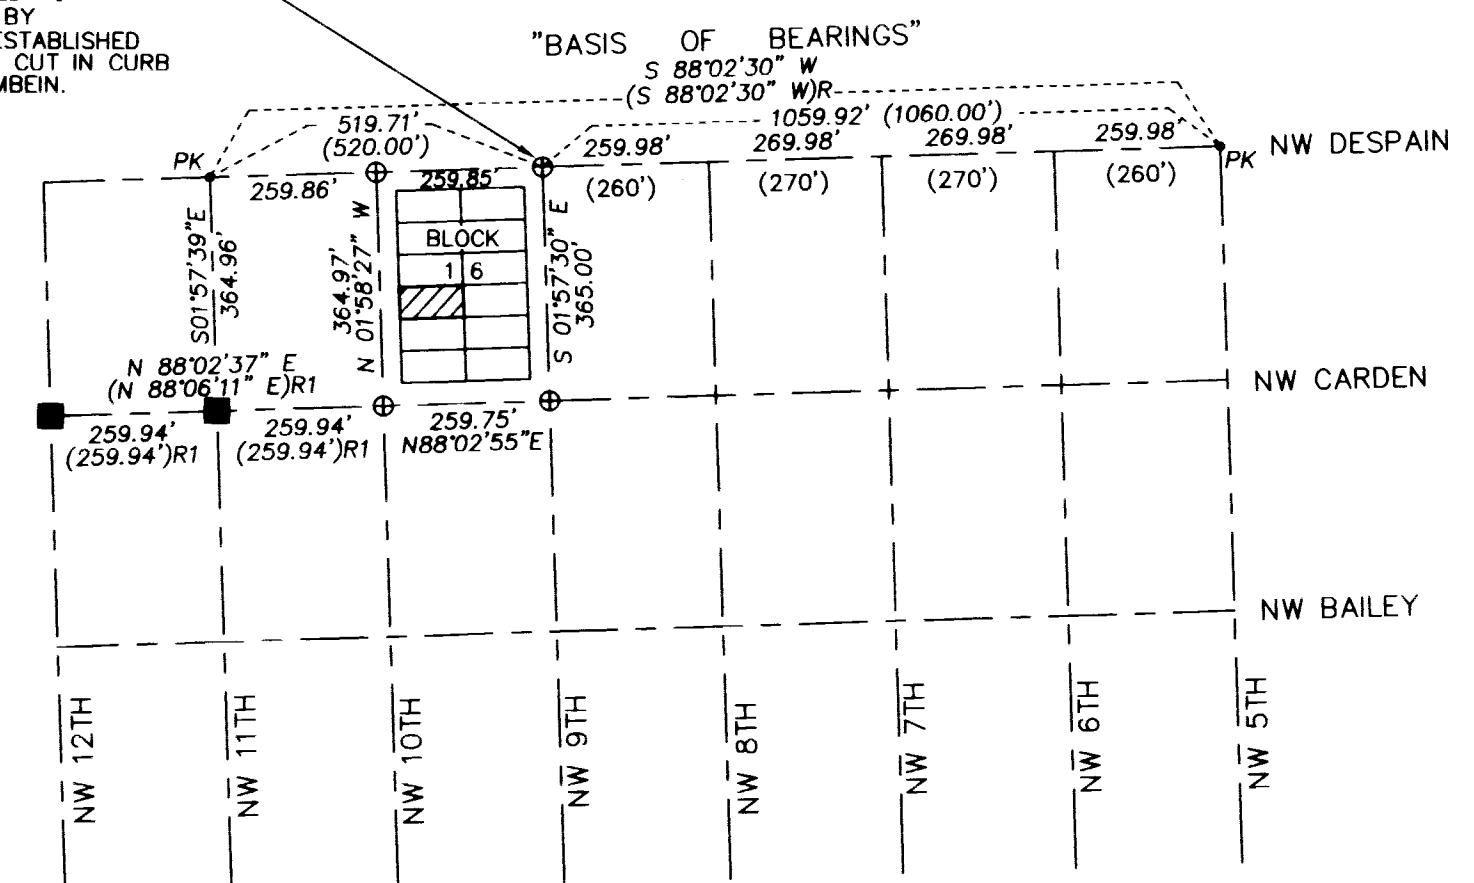 BY
ESTABLISHED
CUT IN CURB
MBEIN.
"BASIS OF BEARINGS"
S 88°02'30" W
(S 88°02'30" W)R
1059.92' (1060.00')
519.71'
(520.00')
PK
259.86'
259.85'
259.98'
(260')
269.98'
(270')
269.98'
(270')
259.98'
(260')
PK
NW DESPAIN
S01°57'39"E
364.96'
364.97'
N 01°58'27" W
BLOCK
1 6
S 01°57'30" E
365.00'
N 88°02'37" E
(N 88°06'11" E)R1
259.94'
(259.94')R1
259.94'
(259.94')R1
259.75'
N88°02'55"E
NW CARDEN
NW BAILEY
NW 12TH
NW 11TH
NW 10TH
NW 9TH
NW 8TH
NW 7TH
NW 6TH
NW 5TH